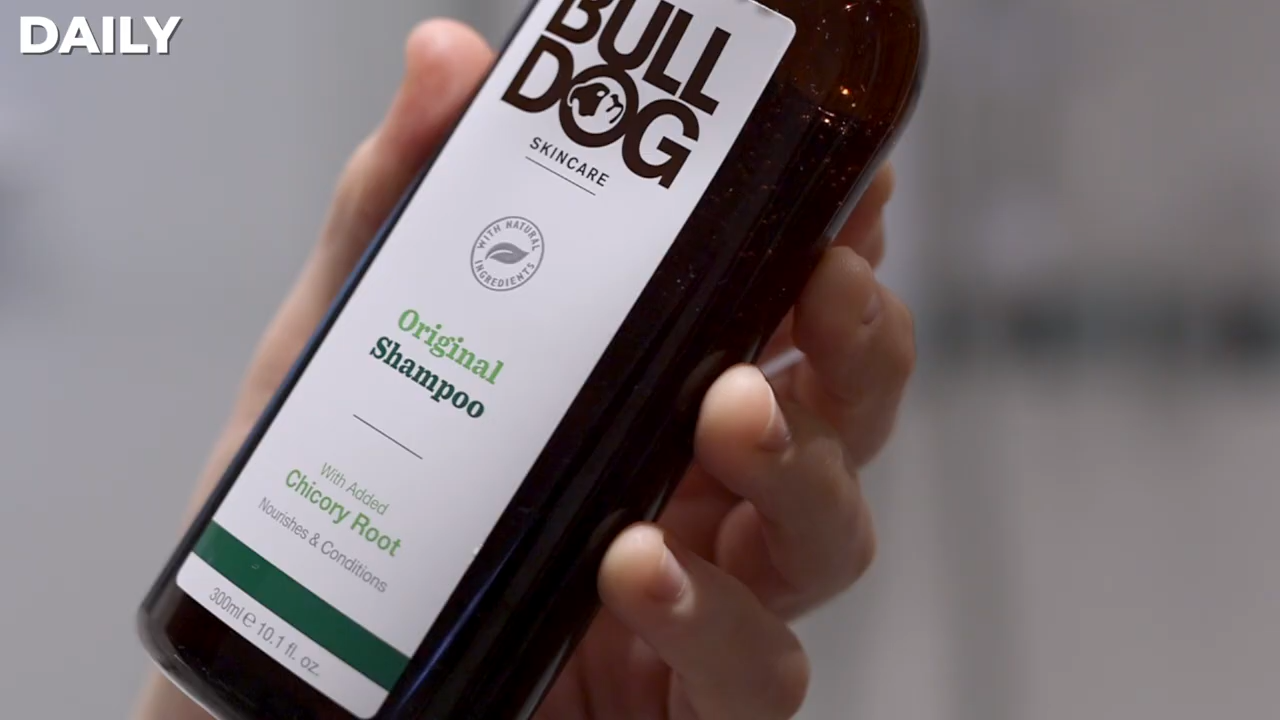 DAILY
BULL
DOG
SKINCARE
WITH NATURAL
INGREDIENTS
Original
Shampoo
With Added
Chicory Root
Nourishes & Conditions
300ml ℮ 10.1 fl. oz.